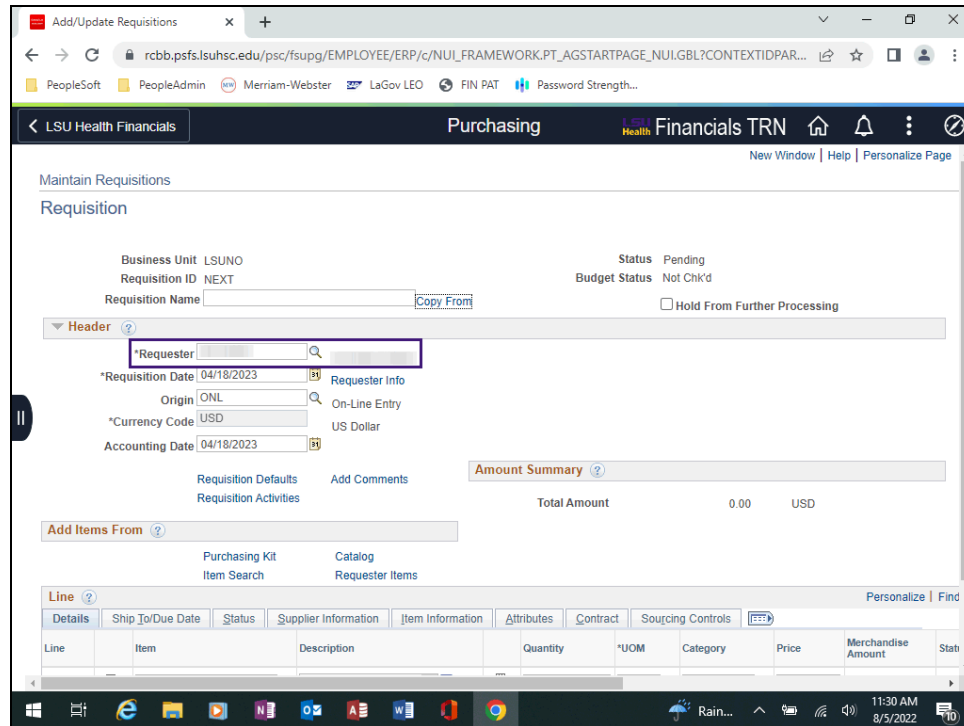 Add/Update Requisitions
rcbb.psfs.lsuhsc.edu/psc/fsupg/EMPLOYEE/ERP/c/NUI_FRAMEWORK.PT_AGSTARTPAGE_NUI.GBL?CONTEXTIDPAR...
PeopleSoft PeopleAdmin MW Merriam-Webster SAP LaGov LEO FIN PAT Password Strength...
LSU Health Financials Purchasing LSU Health Financials TRN
New Window | Help | Personalize Page
Maintain Requisitions
Requisition
Business Unit LSUNO Status Pending
Requisition ID NEXT Budget Status Not Chk'd
Requisition Name Copy From Hold From Further Processing
Header ?
*Requester
*Requisition Date 04/18/2023 31 Requester Info
Origin ONL On-Line Entry
*Currency Code USD US Dollar
Accounting Date 04/18/2023 31
Requisition Defaults Add Comments Amount Summary ?
Requisition Activities Total Amount 0.00 USD
Add Items From ?
Purchasing Kit Catalog
Item Search Requester Items
Line ? Personalize | Find
Details Ship To/Due Date Status Supplier Information Item Information Attributes Contract Sourcing Controls
Line Item Description Quantity *UOM Category Price Merchandise Amount Statu
Rain... 11:30 AM
8/5/2022 10